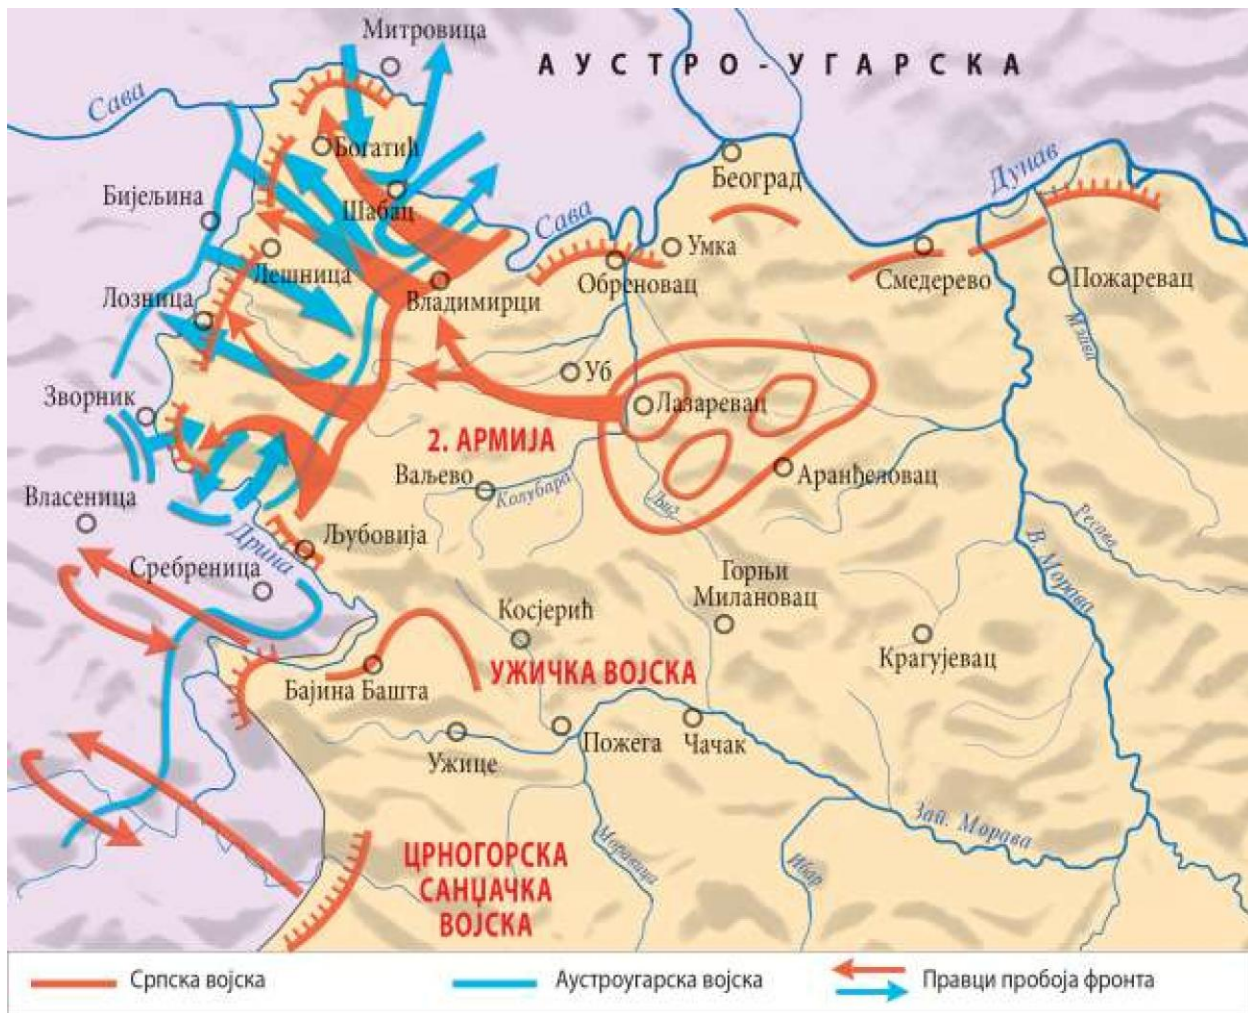 Митровица
АУСТРО-УГАРСКА
Сава
Богатић
Београд
Дунав
Бијељина
Шабац
Сава
Умка
Лешница
Обреновац
Смедерево
Пожаревац
Лозница
Владимирци
Млава
Уб
Зворник
Лазаревац
2. АРМИЈА
Ваљево
Аранђеловац
Колубара
Власеница
Љиг
Ресава
Дрина
Љубовија
Сребреница
Горњи
Милановац
В. Морава
Косјерић
Крагујевац
УЖИЧКА ВОЈСКА
Бајина Башта
Ужице
Пожега
Чачак
Зап. Морава
ЦРНОГОРСКА
САНЏАЧКА
ВОЈСКА
Моравица
Ибар
Српска војска
Аустроугарска војска
Правци пробоја фронта